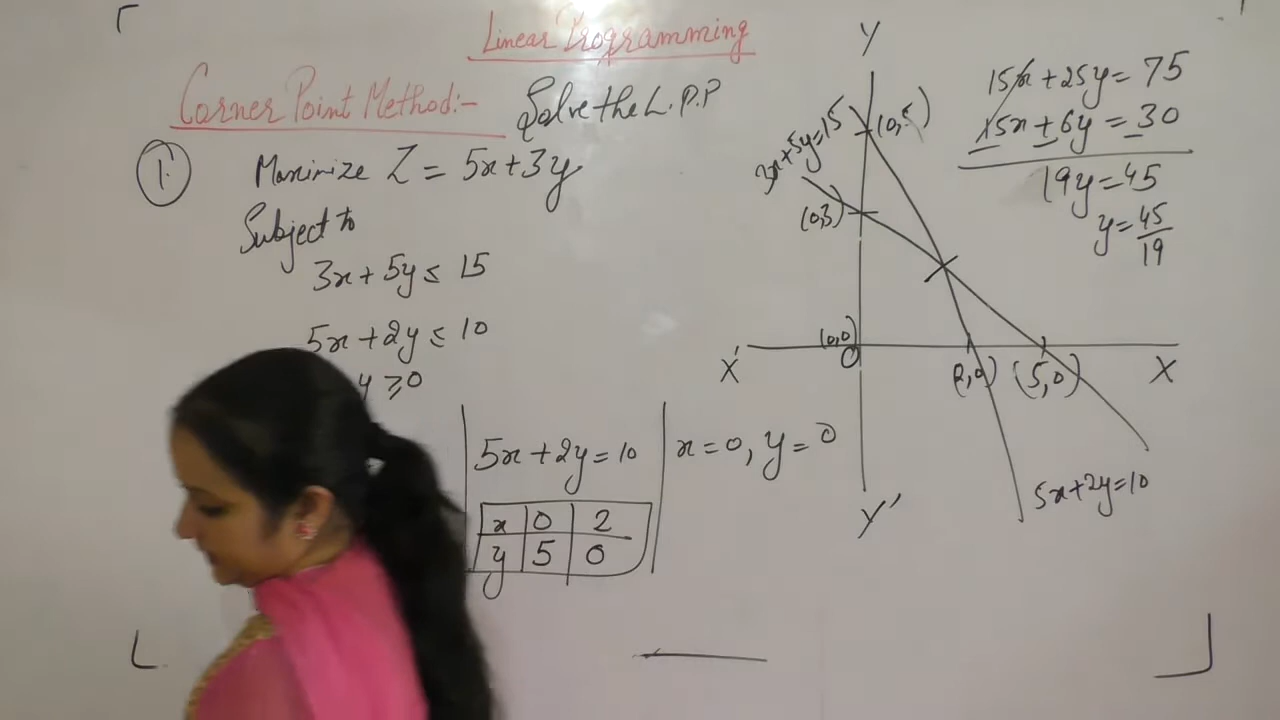 Linear Programming
Corner Point Method:- Solve the L.P.P
1. Maximize Z = 5x+3y
Subject to
3x + 5y ≤ 15
5x + 2y ≤ 10
y ≥ 0
5x + 2y = 10
x 0 2
y 5 0
x = 0, y = 0
Y
3x+5y=15
(0,5)
(0,3)
(0,0)
O
X'
(2,0)
(5,0)
X
Y'
5x+2y=10
15x + 25y = 75
15x + 6y = 30
19y = 45
y = 45/19